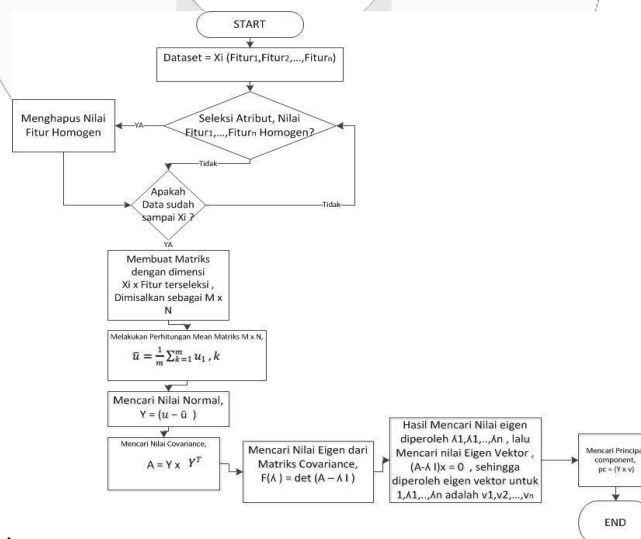 START
Dataset = Xi (Fitur1,Fitur2,...,Fiturn)
Seleksi Atribut, Nilai
Fitur1,...,Fiturn Homogen?
YA
Menghapus Nilai
Fitur Homogen
Tidak
Apakah
Data sudah
sampai Xi ?
Tidak
YA
Membuat Matriks
dengan dimensi
Xi x Fitur terseleksi ,
Dimisalkan sebagai M x
N
Melakukan Perhitungan Mean Matriks M x N,
ū = 1/m ∑ᵐₖ₌₁ u₁ , k
Mencari Nilai Normal,
Y = (u – ū )
Mencari Nilai Covariance,
A = Y x Yᵀ
Mencari Nilai Eigen dari
Matriks Covariance,
F(ʎ ) = det (A – ʎ I )
Hasil Mencari Nilai eigen
diperoleh ʎ1,ʎ1,..,ʎn , lalu
Mencari nilai Eigen Vektor ,
(A-ʎ I)x = 0 , sehingga
diperoleh eigen vektor untuk
1,ʎ1,..,ʎn adalah v1,v2,...,vn
Mencari Principa
component,
pc = (Y x v)
END